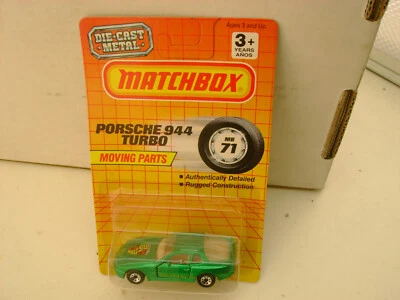 Ages 3 and up
DIE-CAST
METAL
3+
YEARS
AÑOS
MATCHBOX
PORSCHE 944
TURBO
MB
71
MOVING PARTS
• Authentically Detailed
• Rugged Construction